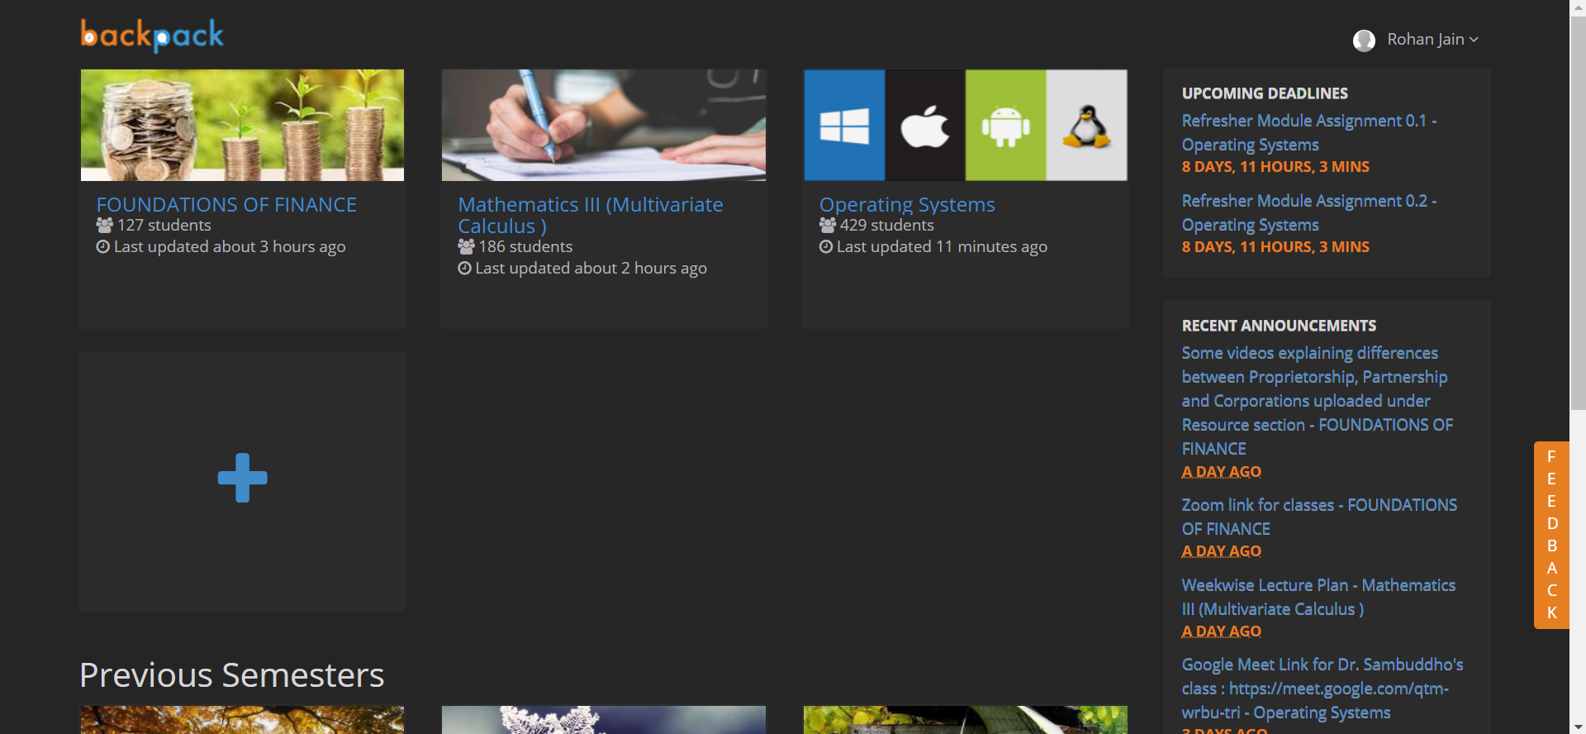 backpack
Rohan Jain
FOUNDATIONS OF FINANCE
127 students
Last updated about 3 hours ago
Mathematics III (Multivariate
Calculus )
186 students
Last updated about 2 hours ago
Operating Systems
429 students
Last updated 11 minutes ago
UPCOMING DEADLINES
Refresher Module Assignment 0.1 -
Operating Systems
8 DAYS, 11 HOURS, 3 MINS
Refresher Module Assignment 0.2 -
Operating Systems
8 DAYS, 11 HOURS, 3 MINS
RECENT ANNOUNCEMENTS
Some videos explaining differences
between Proprietorship, Partnership
and Corporations uploaded under
Resource section - FOUNDATIONS OF
FINANCE
A DAY AGO
Zoom link for classes - FOUNDATIONS
OF FINANCE
A DAY AGO
Weekwise Lecture Plan - Mathematics
III (Multivariate Calculus )
A DAY AGO
Google Meet Link for Dr. Sambuddho's
class : https://meet.google.com/qtm-
wrbu-tri - Operating Systems
3 DAYS AGO
FEEDBACK
Previous Semesters